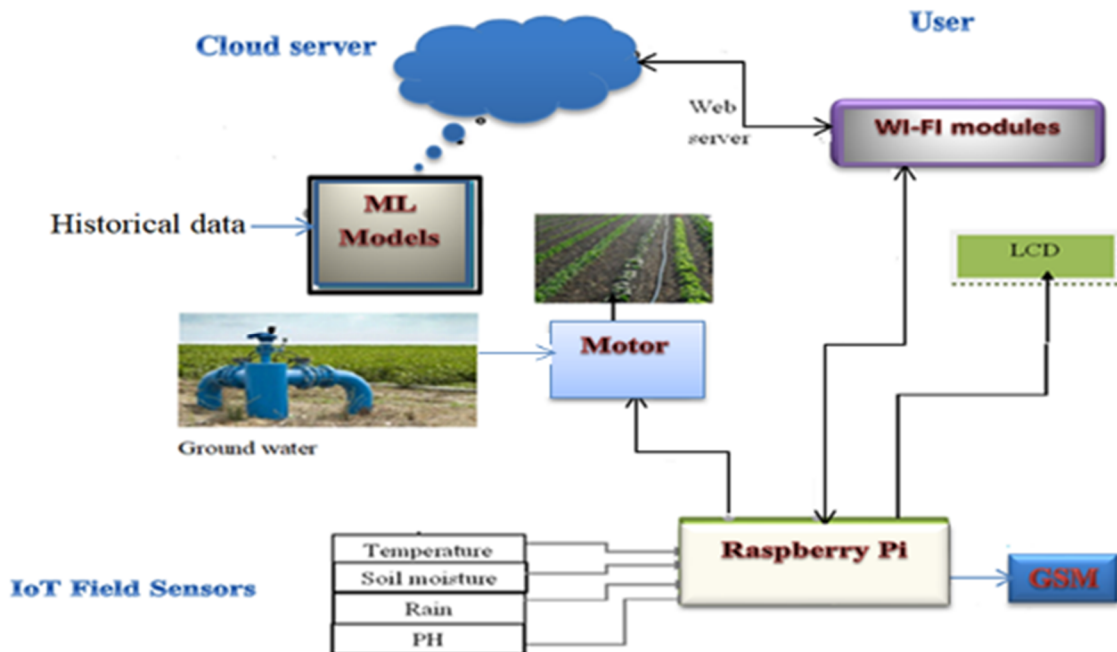 User
Cloud server
Web
server
WI-FI modules
ML
Models
Historical data
LCD
Motor
Ground water
Raspberry Pi
Temperature
Soil moisture
Rain
PH
IoT Field Sensors
GSM